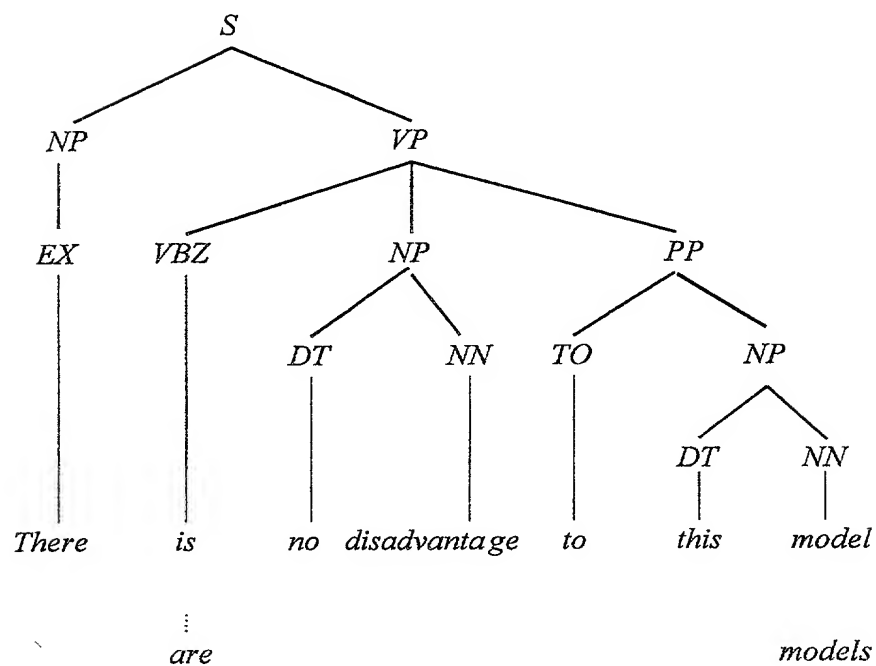 S
NP VP
EX VBZ NP PP
DT NN TO NP
DT NN
There is no disadvantage to this model
are models